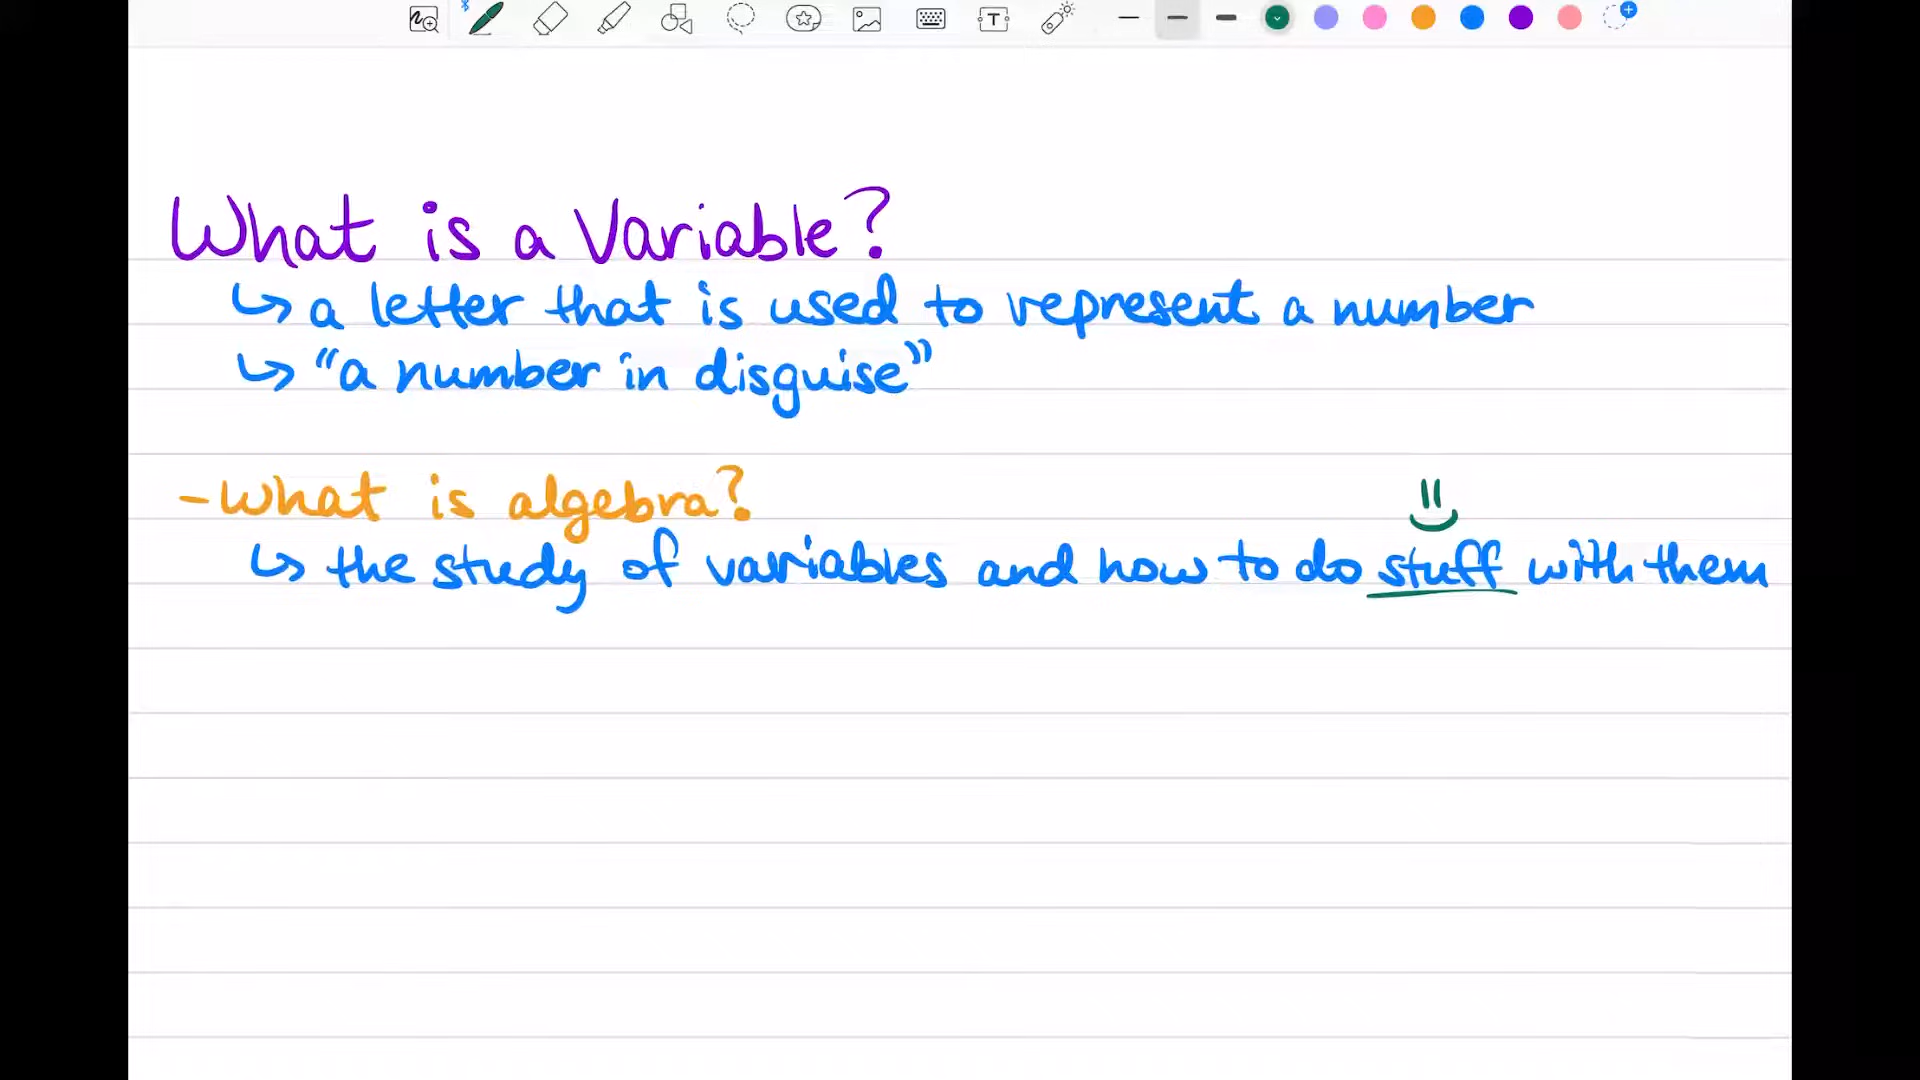 What is a Variable?
↳ a letter that is used to represent a number
↳ “a number in disguise”
- What is algebra?
↳ the study of variables and how to do stuff with them